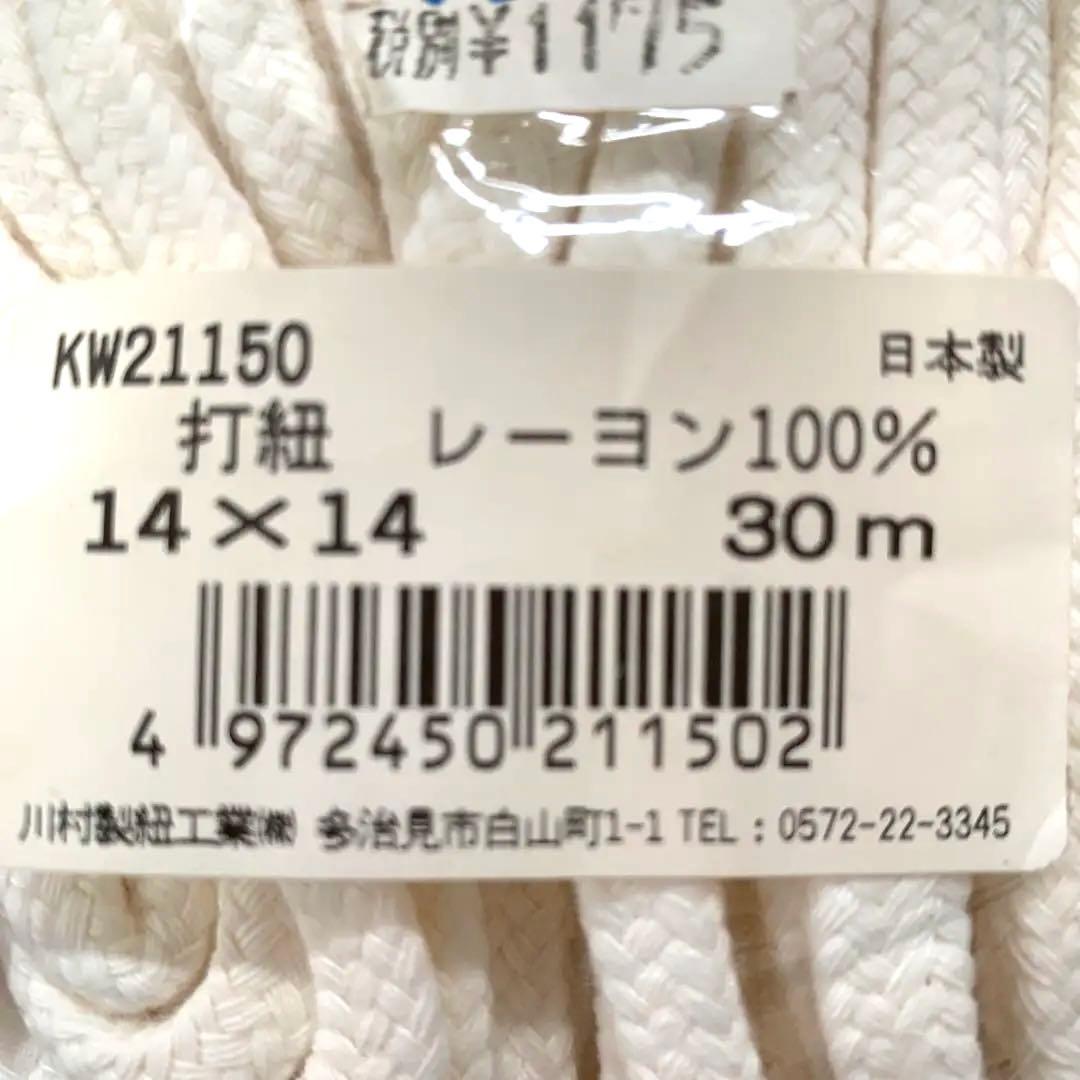 税別¥1175
KW21150 日本製
打紐 レーヨン100%
14×14 30m
4 972450 211502
川村製紐工業㈱ 多治見市白山町1-1 TEL：0572-22-3345